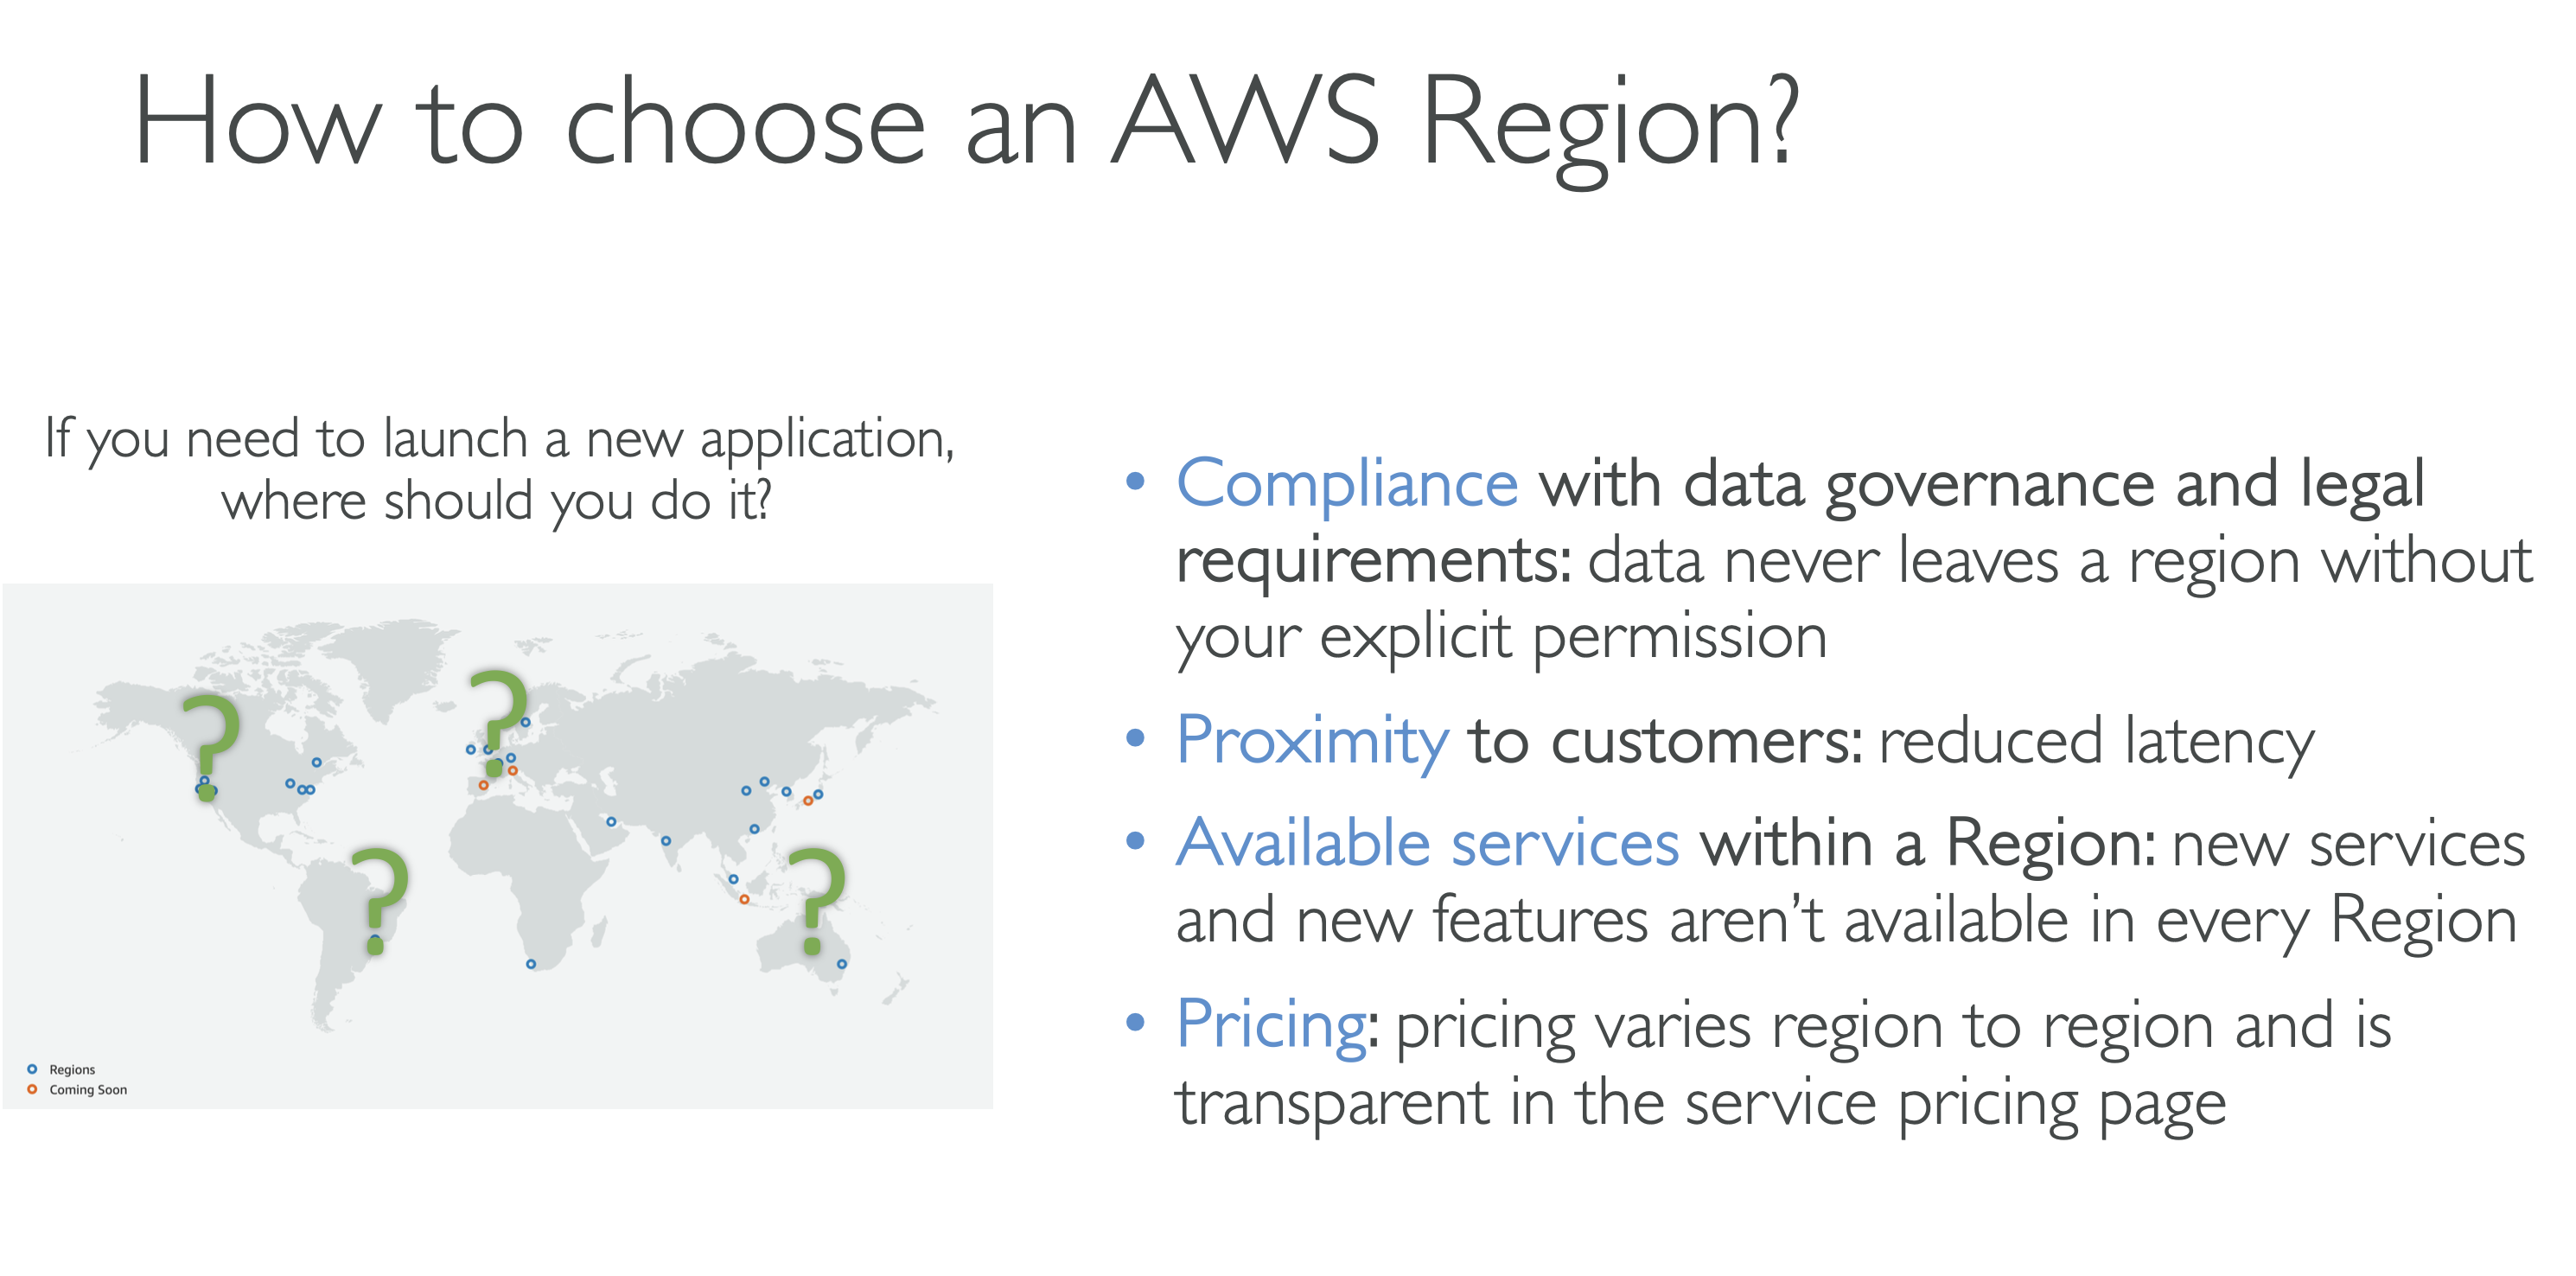 How to choose an AWS Region?
If you need to launch a new application,
where should you do it?
? ? ? ?
Regions
Coming Soon
• Compliance with data governance and legal
requirements: data never leaves a region without
your explicit permission
• Proximity to customers: reduced latency
• Available services within a Region: new services
and new features aren’t available in every Region
• Pricing: pricing varies region to region and is
transparent in the service pricing page